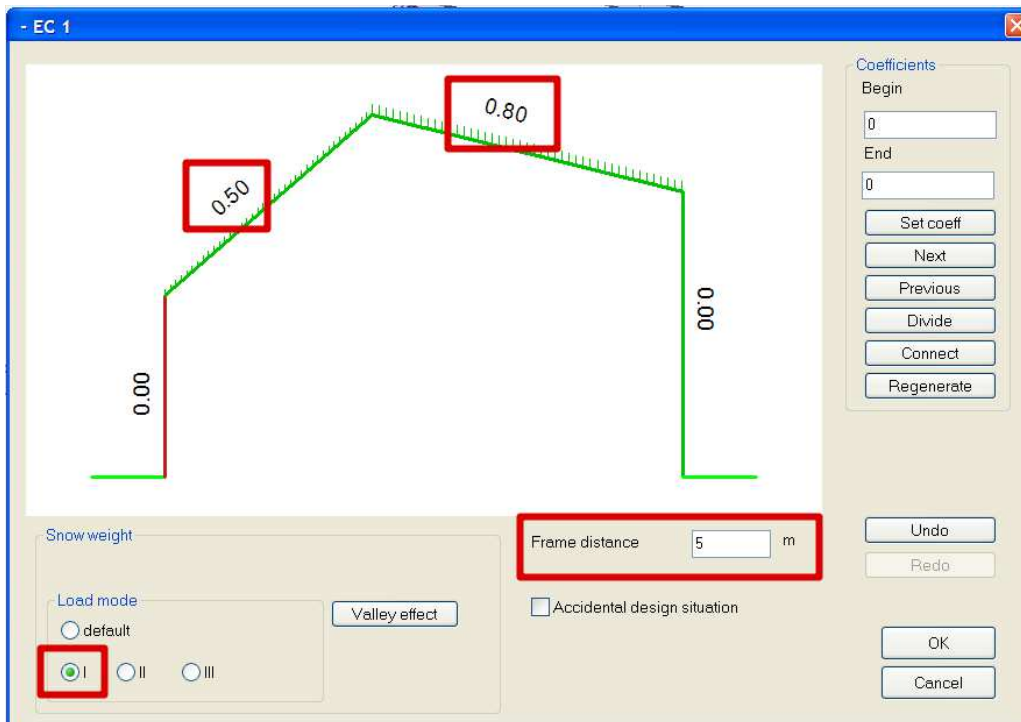 - EC 1
0.80
0.50
0.00
0.00
Coefficients
Begin
0
End
0
Set coeff
Next
Previous
Divide
Connect
Regenerate
Snow weight
Load mode
default
I
II
III
Valley effect
Frame distance
5
m
Accidental design situation
Undo
Redo
OK
Cancel